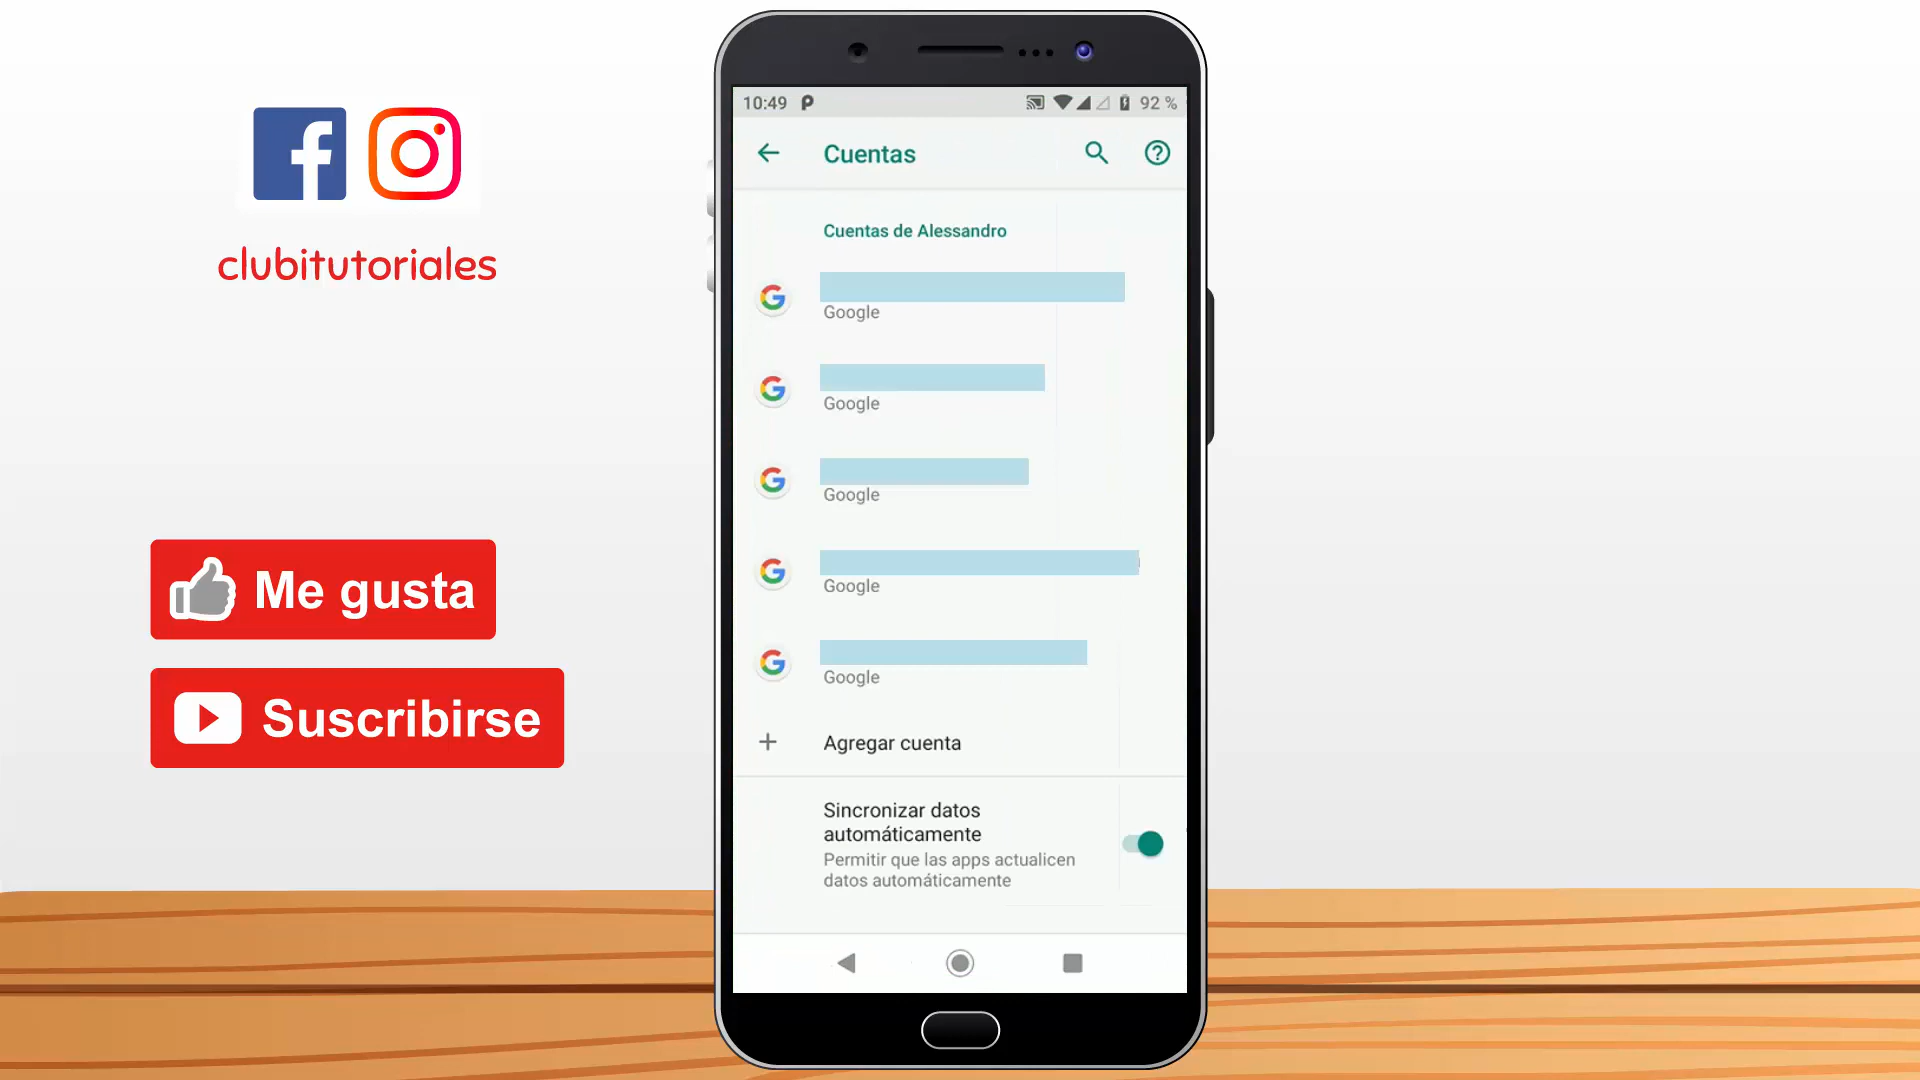 clubitutoriales
Me gusta
Suscribirse
10:49
92 %
Cuentas
Cuentas de Alessandro
Google
Google
Google
Google
Google
Agregar cuenta
Sincronizar datos
automáticamente
Permitir que las apps actualicen
datos automáticamente